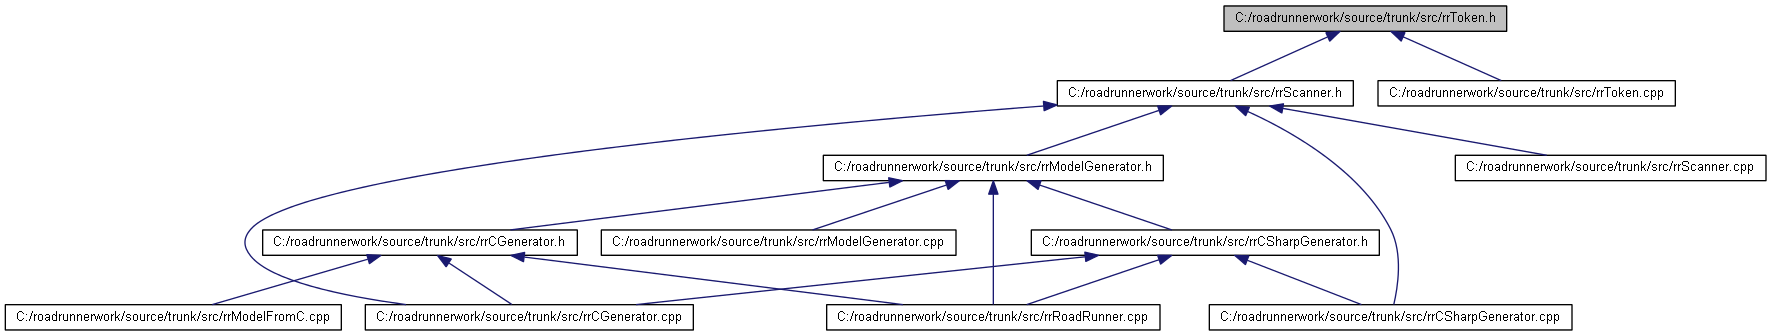 C:/roadrunnerwork/source/trunk/src/rrToken.h
C:/roadrunnerwork/source/trunk/src/rrScanner.h
C:/roadrunnerwork/source/trunk/src/rrToken.cpp
C:/roadrunnerwork/source/trunk/src/rrModelGenerator.h
C:/roadrunnerwork/source/trunk/src/rrScanner.cpp
C:/roadrunnerwork/source/trunk/src/rrCGenerator.h
C:/roadrunnerwork/source/trunk/src/rrModelGenerator.cpp
C:/roadrunnerwork/source/trunk/src/rrCSharpGenerator.h
C:/roadrunnerwork/source/trunk/src/rrModelFromC.cpp
C:/roadrunnerwork/source/trunk/src/rrCGenerator.cpp
C:/roadrunnerwork/source/trunk/src/rrRoadRunner.cpp
C:/roadrunnerwork/source/trunk/src/rrCSharpGenerator.cpp